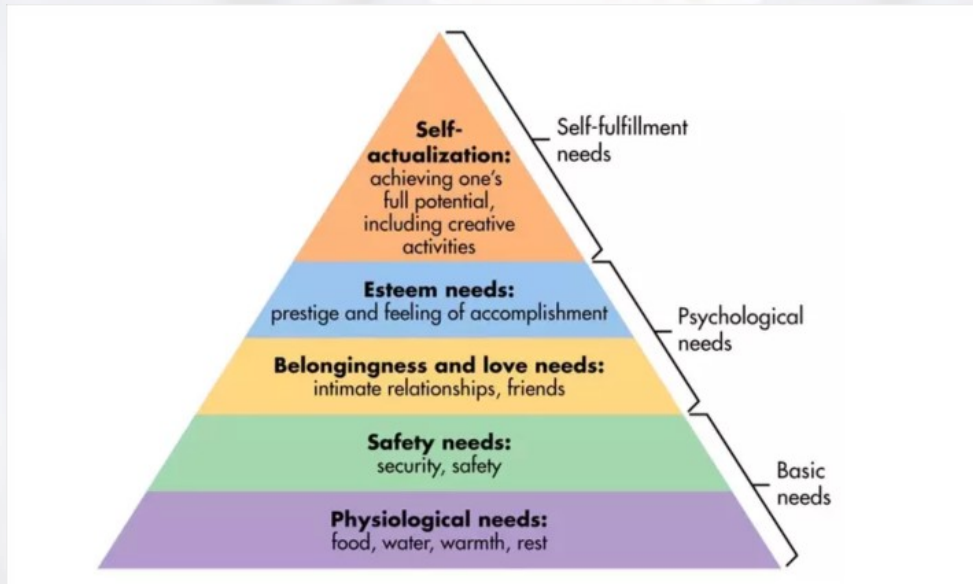 Self-
actualization:
achieving one's
full potential,
including creative
activities
Self-fulfillment
needs
Esteem needs:
prestige and feeling of accomplishment
Psychological
needs
Belongingness and love needs:
intimate relationships, friends
Safety needs:
security, safety
Basic
needs
Physiological needs:
food, water, warmth, rest